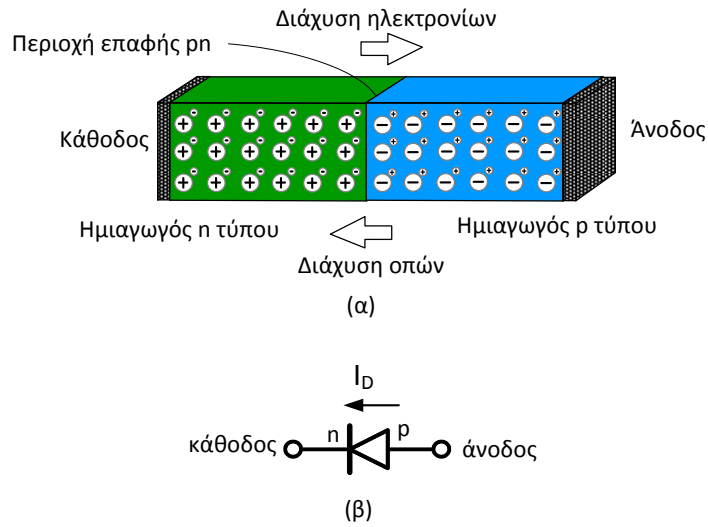 Διάχυση ηλεκτρονίων
Περιοχή επαφής pn
Κάθοδος
Άνοδος
Ημιαγωγός n τύπου
Ημιαγωγός p τύπου
Διάχυση οπών
(α)
I_D
κάθοδος n p άνοδος
(β)